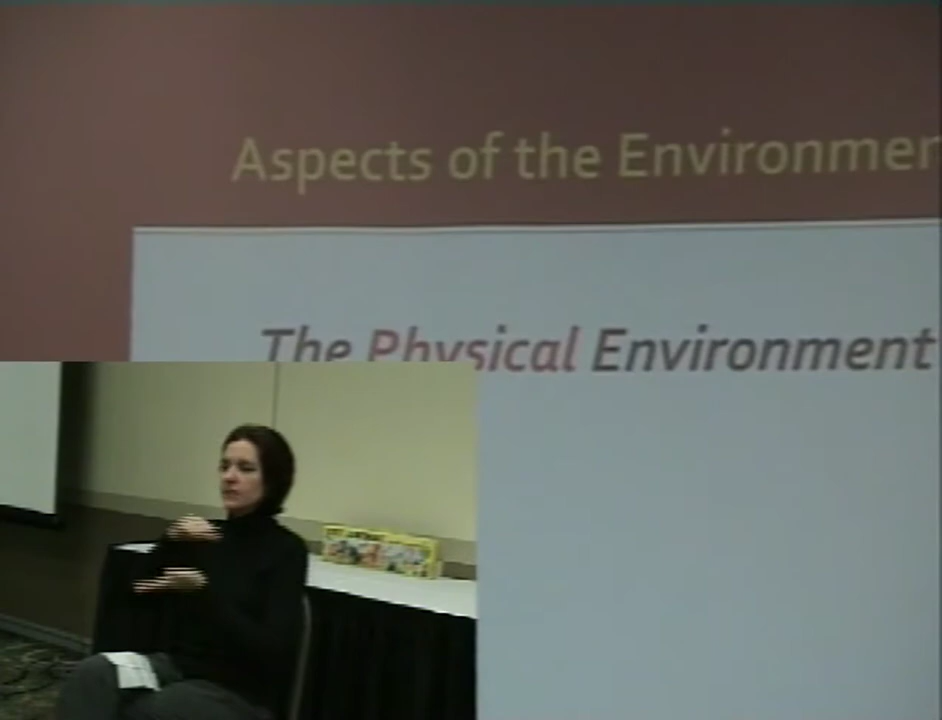 Aspects of the Environmen
The Physical Environment